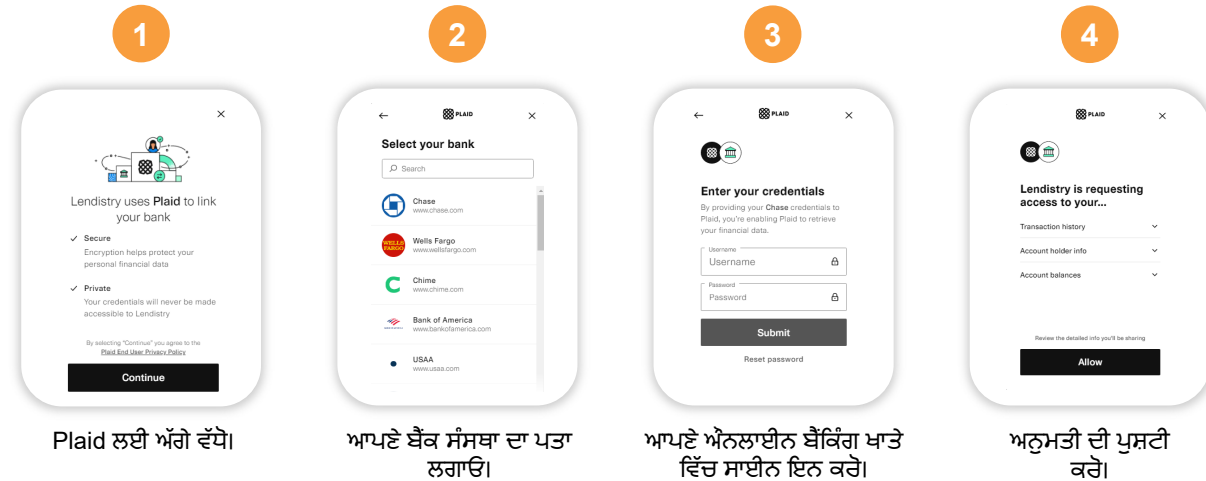 1
2
3
4
Lendistry uses Plaid to link
your bank
Secure
Encryption helps protect your
personal financial data
Private
Your credentials will never be made
accessible to Lendistry
By selecting "Continue" you agree to the
Plaid End User Privacy Policy
Continue
PLAID
Select your bank
Search
Chase
www.chase.com
WELLS
FARGO
Wells Fargo
www.wellsfargo.com
Chime
www.chime.com
Bank of America
www.bankofamerica.com
USAA
www.usaa.com
PLAID
Enter your credentials
By providing your Chase credentials to
Plaid, you're enabling Plaid to retrieve
your financial data.
Username
Username
Password
Password
Submit
Reset password
PLAID
Lendistry is requesting
access to your...
Transaction history
Account holder info
Account balances
Review the detailed info you'll be sharing
Allow
Plaid ਲਈ ਅੱਗੇ ਵੱਧੋ।
ਆਪਣੇ ਬੈਂਕ ਸੰਸਥਾ ਦਾ ਪਤਾ
ਲਗਾਓ।
ਆਪਣੇ ਔਨਲਾਈਨ ਬੈਂਕਿੰਗ ਖਾਤੇ
ਵਿੱਚ ਸਾਈਨ ਇਨ ਕਰੋ।
ਅਨੁਮਤੀ ਦੀ ਪੁਸ਼ਟੀ
ਕਰੋ।